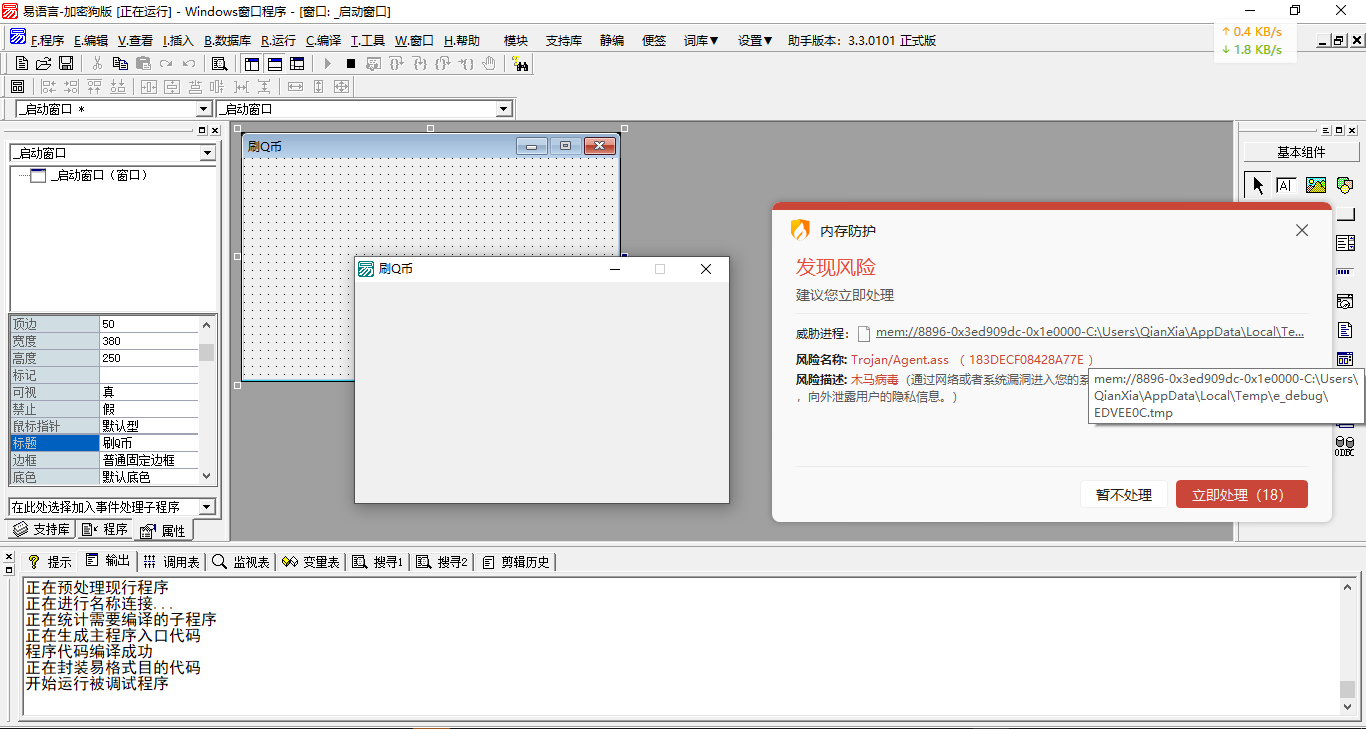 易语言-加密狗版 [正在运行] - Windows窗口程序 - [窗口: _启动窗口]
↑ 0.4 KB/s
↓ 1.8 KB/s
F.程序 E.编辑 V.查看 I.插入 B.数据库 R.运行 C.编译 T.工具 W.窗口 H.帮助 模块 支持库 静编 便签 词库▼ 设置▼ 助手版本: 3.3.0101 正式版
_启动窗口 * _启动窗口
_启动窗口
_启动窗口（窗口）
顶边 50
宽度 380
高度 250
标记
可视 真
禁止 假
鼠标指针 默认型
标题 刷Q币
边框 普通固定边框
底色 默认底色
在此处选择加入事件处理子程序
支持库 程序 属性
刷Q币
刷Q币
基本组件
A
ODBC
内存防护
发现风险
建议您立即处理
威胁进程: mem://8896-0x3ed909dc-0x1e0000-C:\Users\QianXia\AppData\Local\Te...
风险名称: Trojan/Agent.ass （ 183DECF08428A77E ）
风险描述: 木马病毒（通过网络或者系统漏洞进入您的系
，向外泄露用户的隐私信息。）
mem://8896-0x3ed909dc-0x1e0000-C:\Users\
QianXia\AppData\Local\Temp\e_debug\
EDVEE0C.tmp
暂不处理 立即处理（18）
提示 输出 调用表 监视表 变量表 搜寻1 搜寻2 剪辑历史
正在预处理现行程序
正在进行名称连接...
正在统计需要编译的子程序
正在生成主程序入口代码
程序代码编译成功
正在封装易格式目的代码
开始运行被调试程序